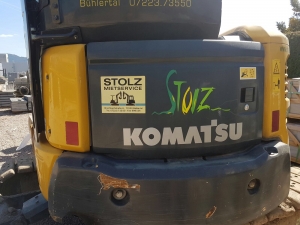 Bühlertal 07223.73550
STOLZ
MIETSERVICE
STOLZ
KOMATSU